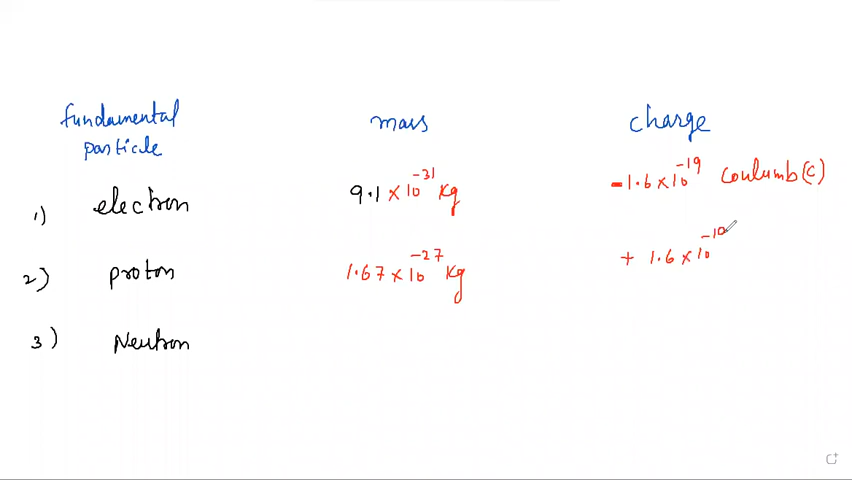 fundamental particle mass charge
1) electron 9.1 × 10⁻³¹ Kg -1.6 × 10⁻¹⁹ Coulumb (C)
2) proton 1.67 × 10⁻²⁷ Kg + 1.6 × 10
3) Neutron